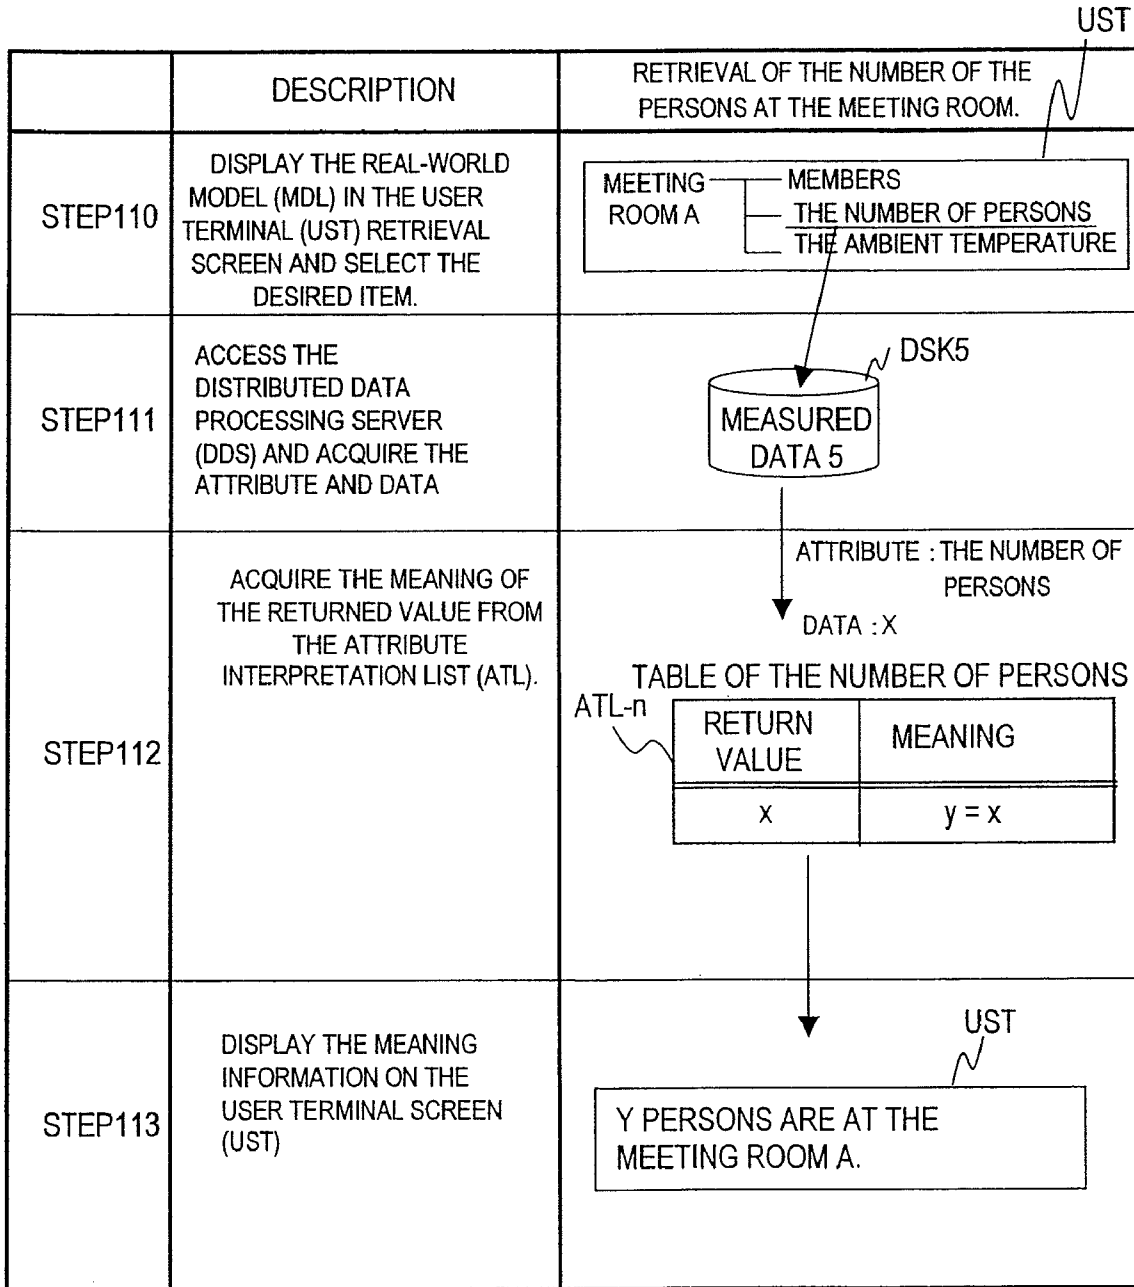 UST
DESCRIPTION
RETRIEVAL OF THE NUMBER OF THE
PERSONS AT THE MEETING ROOM.
STEP110
DISPLAY THE REAL-WORLD
MODEL (MDL) IN THE USER
TERMINAL (UST) RETRIEVAL
SCREEN AND SELECT THE
DESIRED ITEM.
MEETING
ROOM A
MEMBERS
THE NUMBER OF PERSONS
THE AMBIENT TEMPERATURE
STEP111
ACCESS THE
DISTRIBUTED DATA
PROCESSING SERVER
(DDS) AND ACQUIRE THE
ATTRIBUTE AND DATA
DSK5
MEASURED
DATA 5
STEP112
ACQUIRE THE MEANING OF
THE RETURNED VALUE FROM
THE ATTRIBUTE
INTERPRETATION LIST (ATL).
ATTRIBUTE : THE NUMBER OF
PERSONS
DATA : X
TABLE OF THE NUMBER OF PERSONS
ATL-n
RETURN
VALUE
MEANING
x
y = x
STEP113
DISPLAY THE MEANING
INFORMATION ON THE
USER TERMINAL SCREEN
(UST)
UST
Y PERSONS ARE AT THE
MEETING ROOM A.